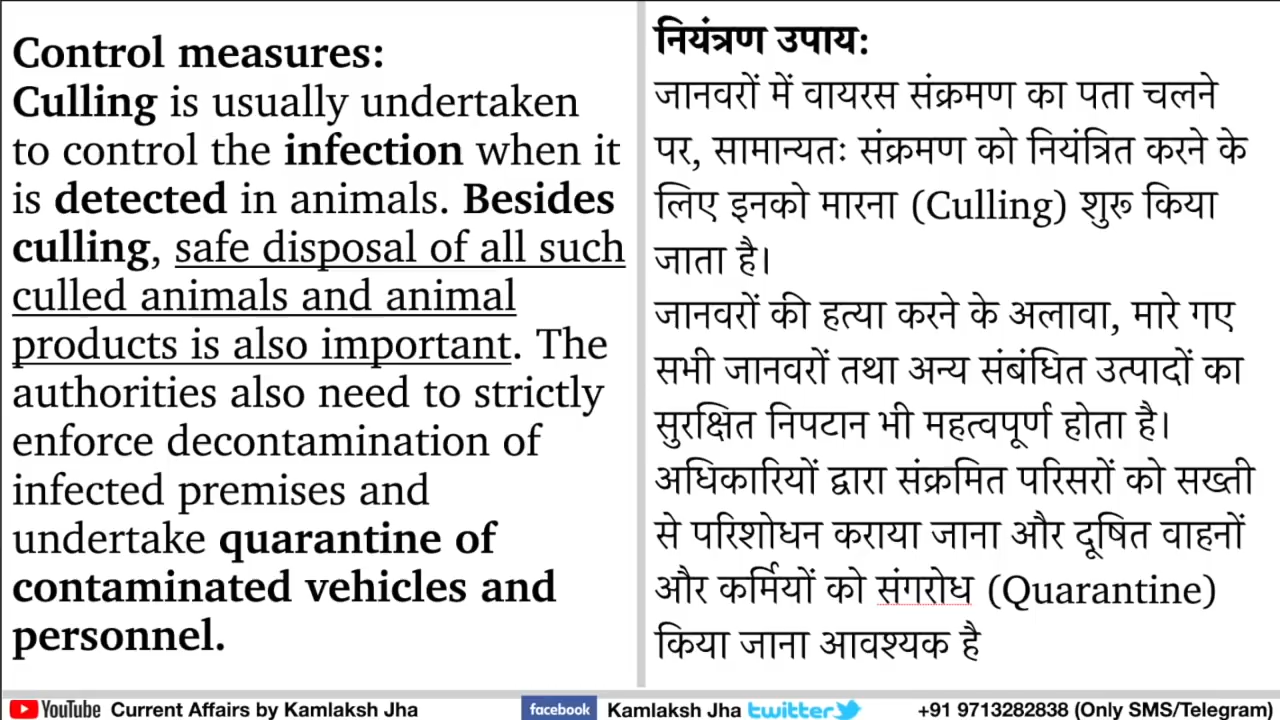 Control measures:
Culling is usually undertaken
to control the infection when it
is detected in animals. Besides
culling, safe disposal of all such
culled animals and animal
products is also important. The
authorities also need to strictly
enforce decontamination of
infected premises and
undertake quarantine of
contaminated vehicles and
personnel.
नियंत्रण उपाय:
जानवरों में वायरस संक्रमण का पता चलने
पर, सामान्यतः संक्रमण को नियंत्रित करने के
लिए इनको मारना (Culling) शुरू किया
जाता है।
जानवरों की हत्या करने के अलावा, मारे गए
सभी जानवरों तथा अन्य संबंधित उत्पादों का
सुरक्षित निपटान भी महत्वपूर्ण होता है।
अधिकारियों द्वारा संक्रमित परिसरों को सख्ती
से परिशोधन कराया जाना और दूषित वाहनों
और कर्मियों को संगरोध (Quarantine)
किया जाना आवश्यक है
YouTube Current Affairs by Kamlaksh Jha facebook Kamlaksh Jha twitter +91 9713282838 (Only SMS/Telegram)